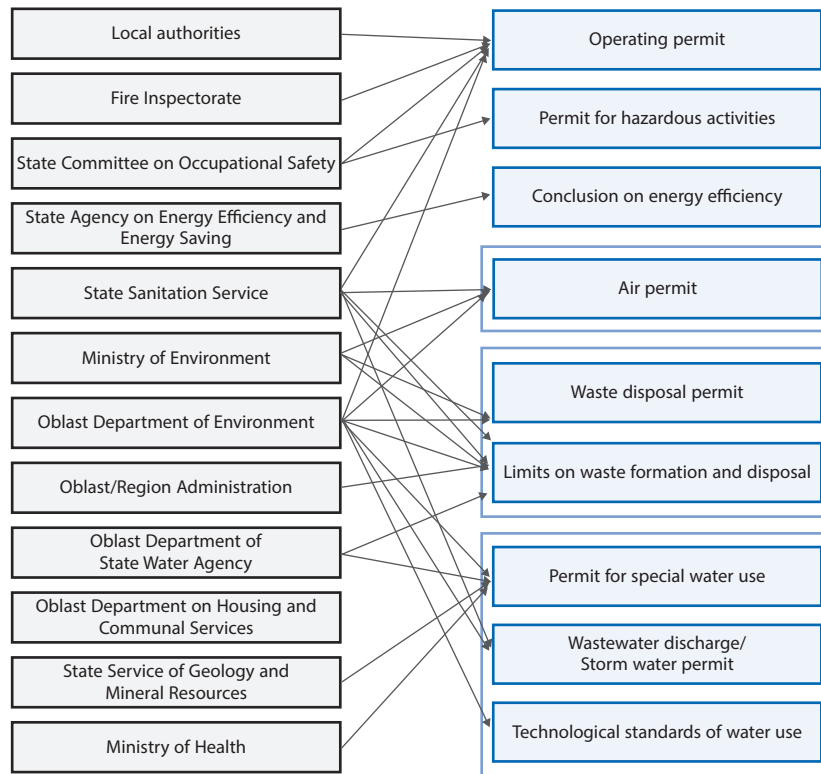 Local authorities
Fire Inspectorate
State Committee on Occupational Safety
State Agency on Energy Efficiency and
Energy Saving
State Sanitation Service
Ministry of Environment
Oblast Department of Environment
Oblast/Region Administration
Oblast Department of
State Water Agency
Oblast Department on Housing and
Communal Services
State Service of Geology and
Mineral Resources
Ministry of Health
Operating permit
Permit for hazardous activities
Conclusion on energy efficiency
Air permit
Waste disposal permit
Limits on waste formation and disposal
Permit for special water use
Wastewater discharge/
Storm water permit
Technological standards of water use